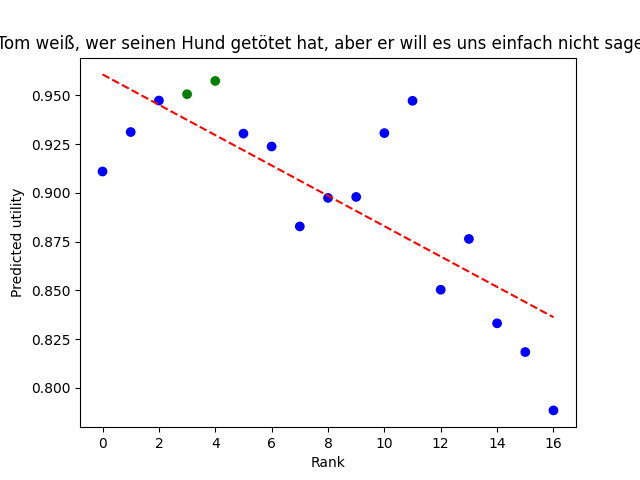 Tom weiß, wer seinen Hund getötet hat, aber er will es uns einfach nicht sage
0.950
0.925
0.900
0.875
0.850
0.825
0.800
Predicted utility
0 2 4 6 8 10 12 14 16
Rank